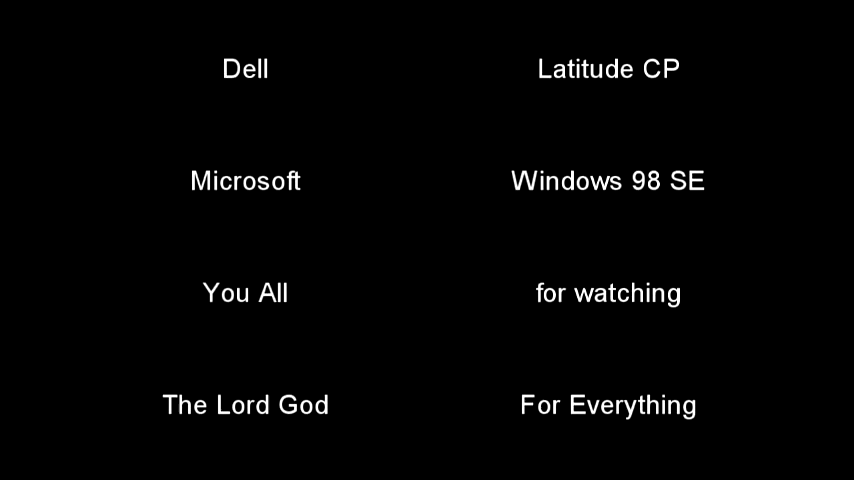 Dell Latitude CP
Microsoft Windows 98 SE
You All for watching
The Lord God For Everything